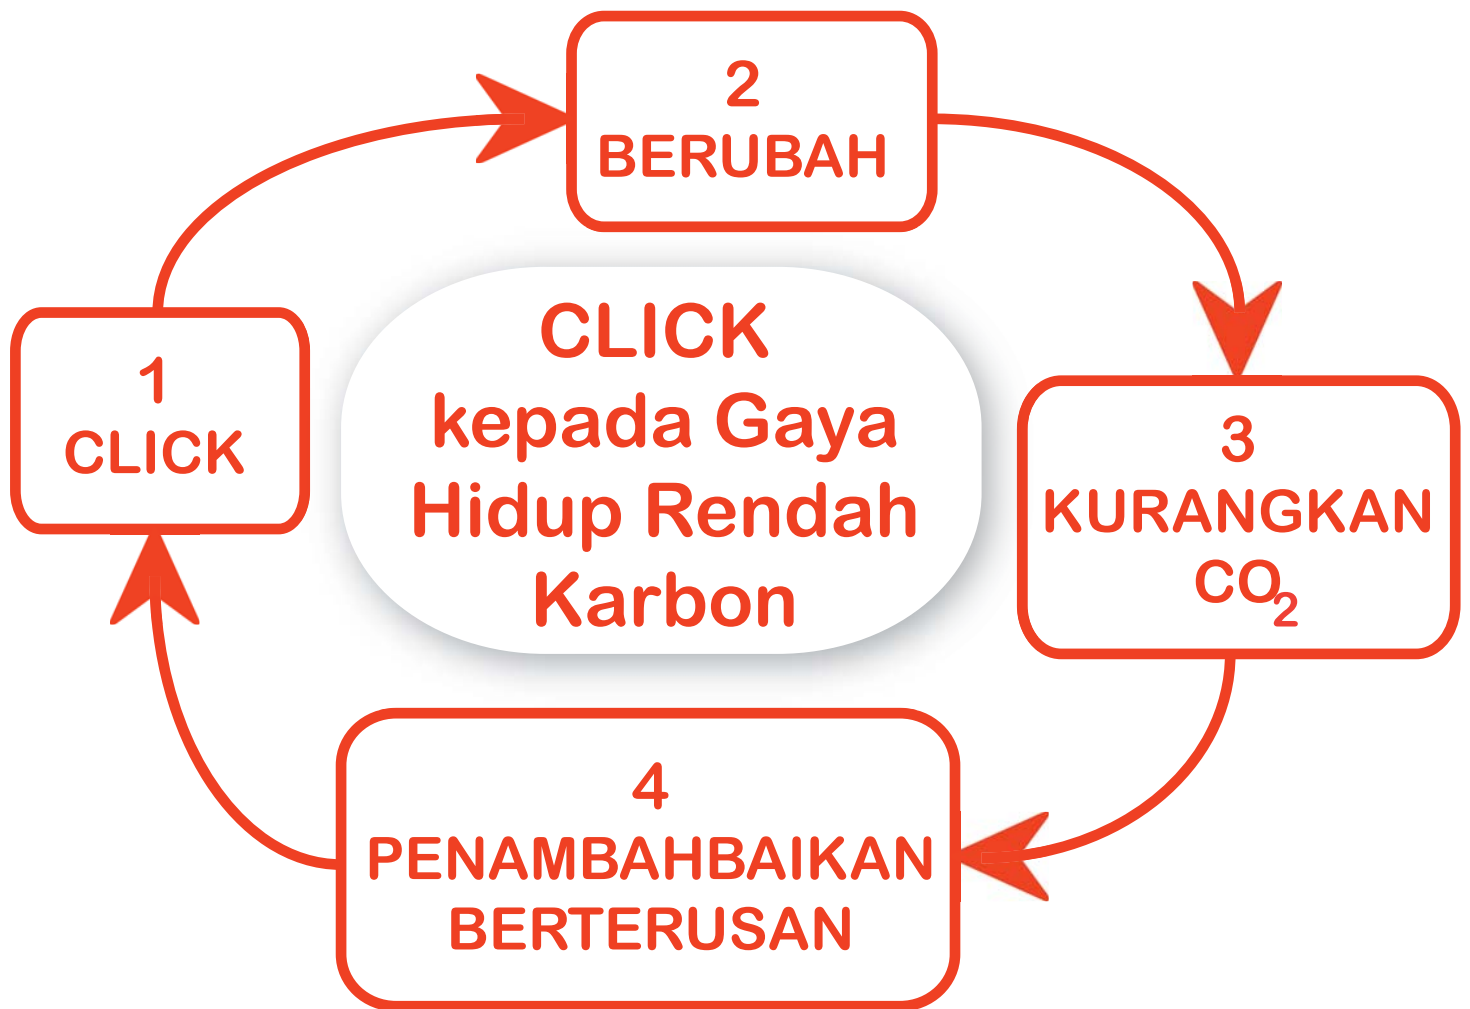 1
CLICK
2
BERUBAH
3
KURANGKAN
CO₂
4
PENAMBAHBAIKAN
BERTERUSAN
CLICK
kepada Gaya
Hidup Rendah
Karbon